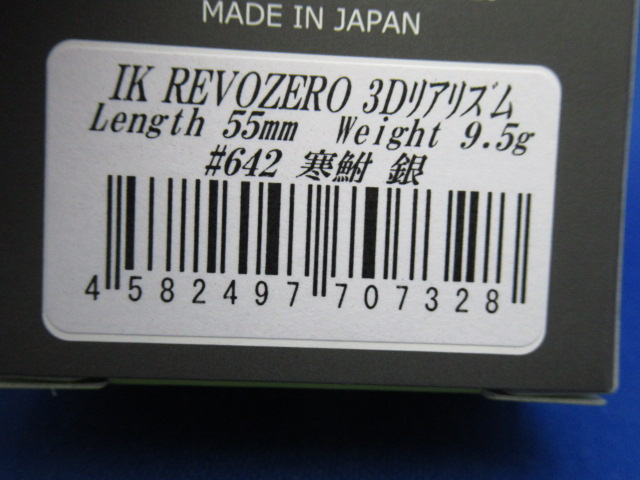 MADE IN JAPAN
IK REVOZERO 3Dリアリズム
Length 55mm Weight 9.5g
#642 寒鮒 銀
4 582497 707328